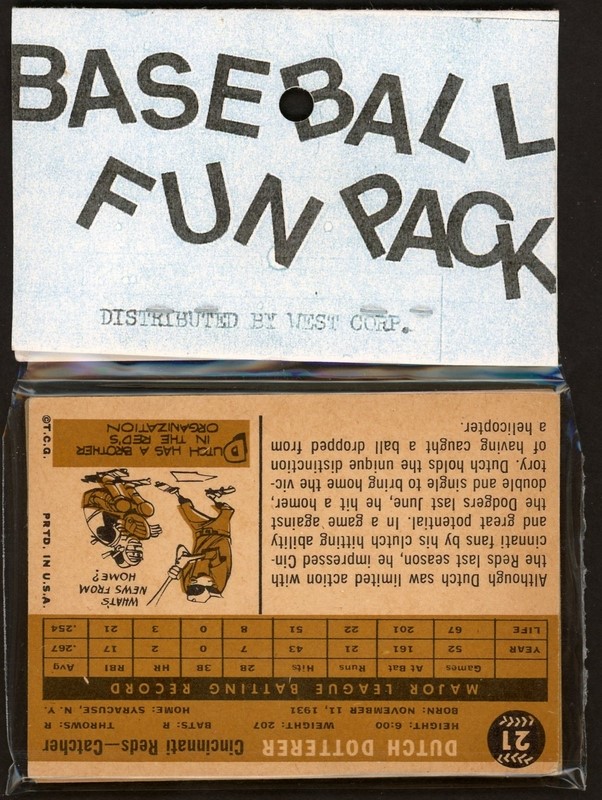 BASEBALL
FUN PACK
DISTRIBUTED BY WEST CORP.
21
DUTCH DOTTERER Cincinnati Reds—Catcher
HEIGHT: 6:00 WEIGHT: 207 BATS: R THROWS: R
BORN: NOVEMBER 11, 1931 HOME: SYRACUSE, N. Y.
MAJOR LEAGUE BATTING RECORD
Games At Bat Runs Hits 2B 3B HR RBI Avg
YEAR 52 161 21 43 7 0 2 17 .267
LIFE 67 201 22 51 8 0 3 21 .254
Although Dutch saw limited action with
the Reds last season, he impressed Cin-
cinnati fans by his clutch hitting ability
and great potential. In a game against
the Dodgers last June, he hit a homer,
double and single to bring home the vic-
tory. Dutch holds the unique distinction
of having caught a ball dropped from
a helicopter.
WHAT'S
NEWS FROM
HOME?
DUTCH HAS A BROTHER
IN THE RED'S
ORGANIZATION
©T.C.G. PRTD. IN U.S.A.